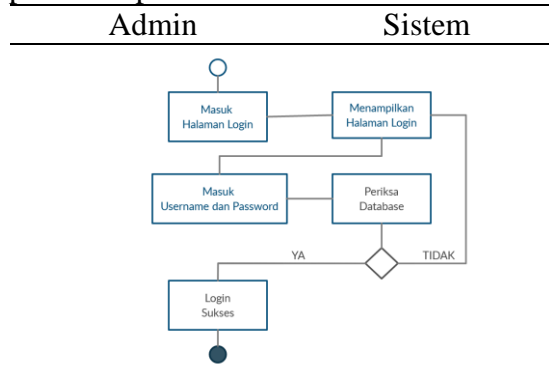 Admin Sistem
Masuk
Halaman Login
Menampilkan
Halaman Login
Masuk
Username dan Password
Periksa
Database
YA TIDAK
Login
Sukses